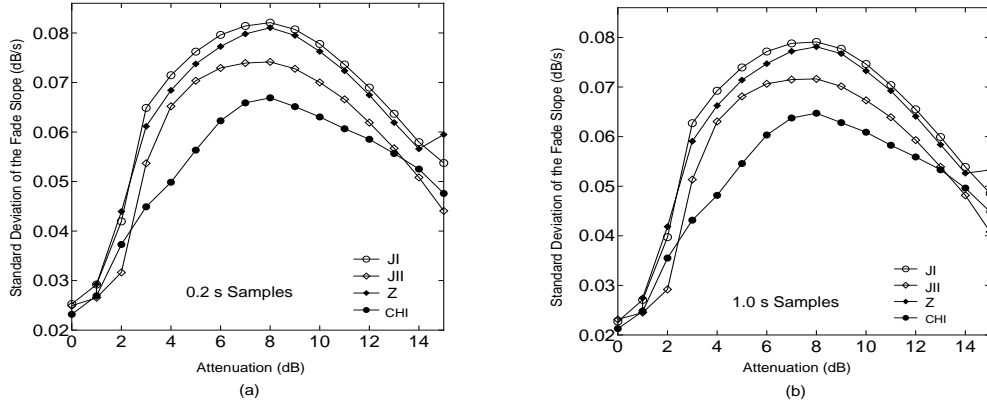 Standard Deviation of the Fade Slope (dB/s)
0.08
0.07
0.06
0.05
0.04
0.03
0.02
0 2 4 6 8 10 12 14
Attenuation (dB)
0.2 s Samples
JI
JII
Z
CHI
(a)
Standard Deviation of the Fade Slope (dB/s)
0.08
0.07
0.06
0.05
0.04
0.03
0.02
0 2 4 6 8 10 12 14
Attenuation (dB)
1.0 s Samples
JI
JII
Z
CHI
(b)